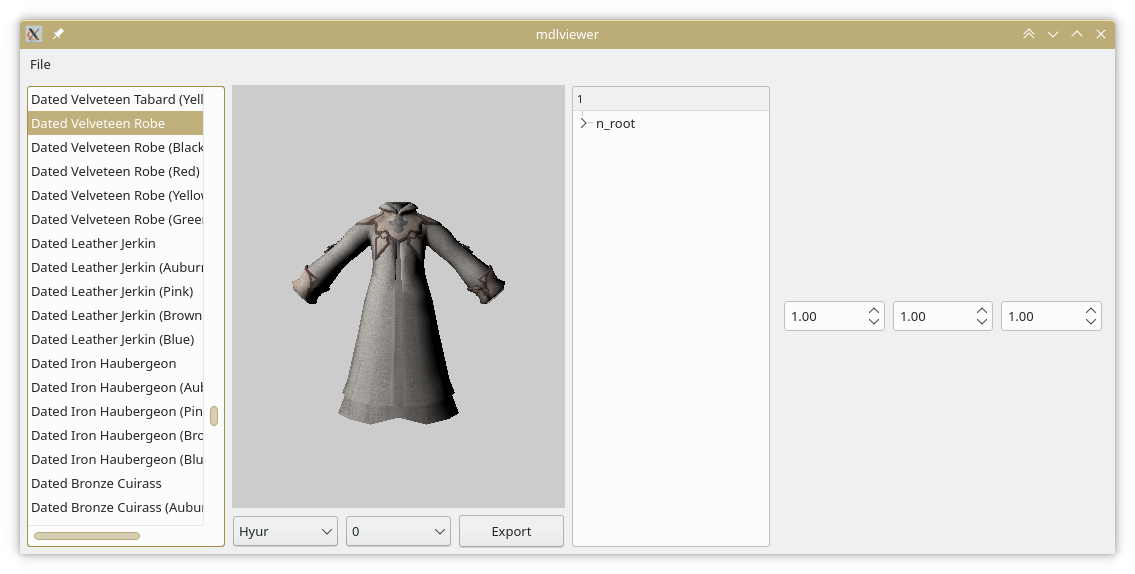 mdlviewer
File
Dated Velveteen Tabard (Yell
Dated Velveteen Robe
Dated Velveteen Robe (Black
Dated Velveteen Robe (Red)
Dated Velveteen Robe (Yellov
Dated Velveteen Robe (Gree
Dated Leather Jerkin
Dated Leather Jerkin (Auburn
Dated Leather Jerkin (Pink)
Dated Leather Jerkin (Brown
Dated Leather Jerkin (Blue)
Dated Iron Haubergeon
Dated Iron Haubergeon (Aub
Dated Iron Haubergeon (Pin
Dated Iron Haubergeon (Bro
Dated Iron Haubergeon (Blu
Dated Bronze Cuirass
Dated Bronze Cuirass (Aubu
Hyur
0
Export
1
n_root
1.00
1.00
1.00